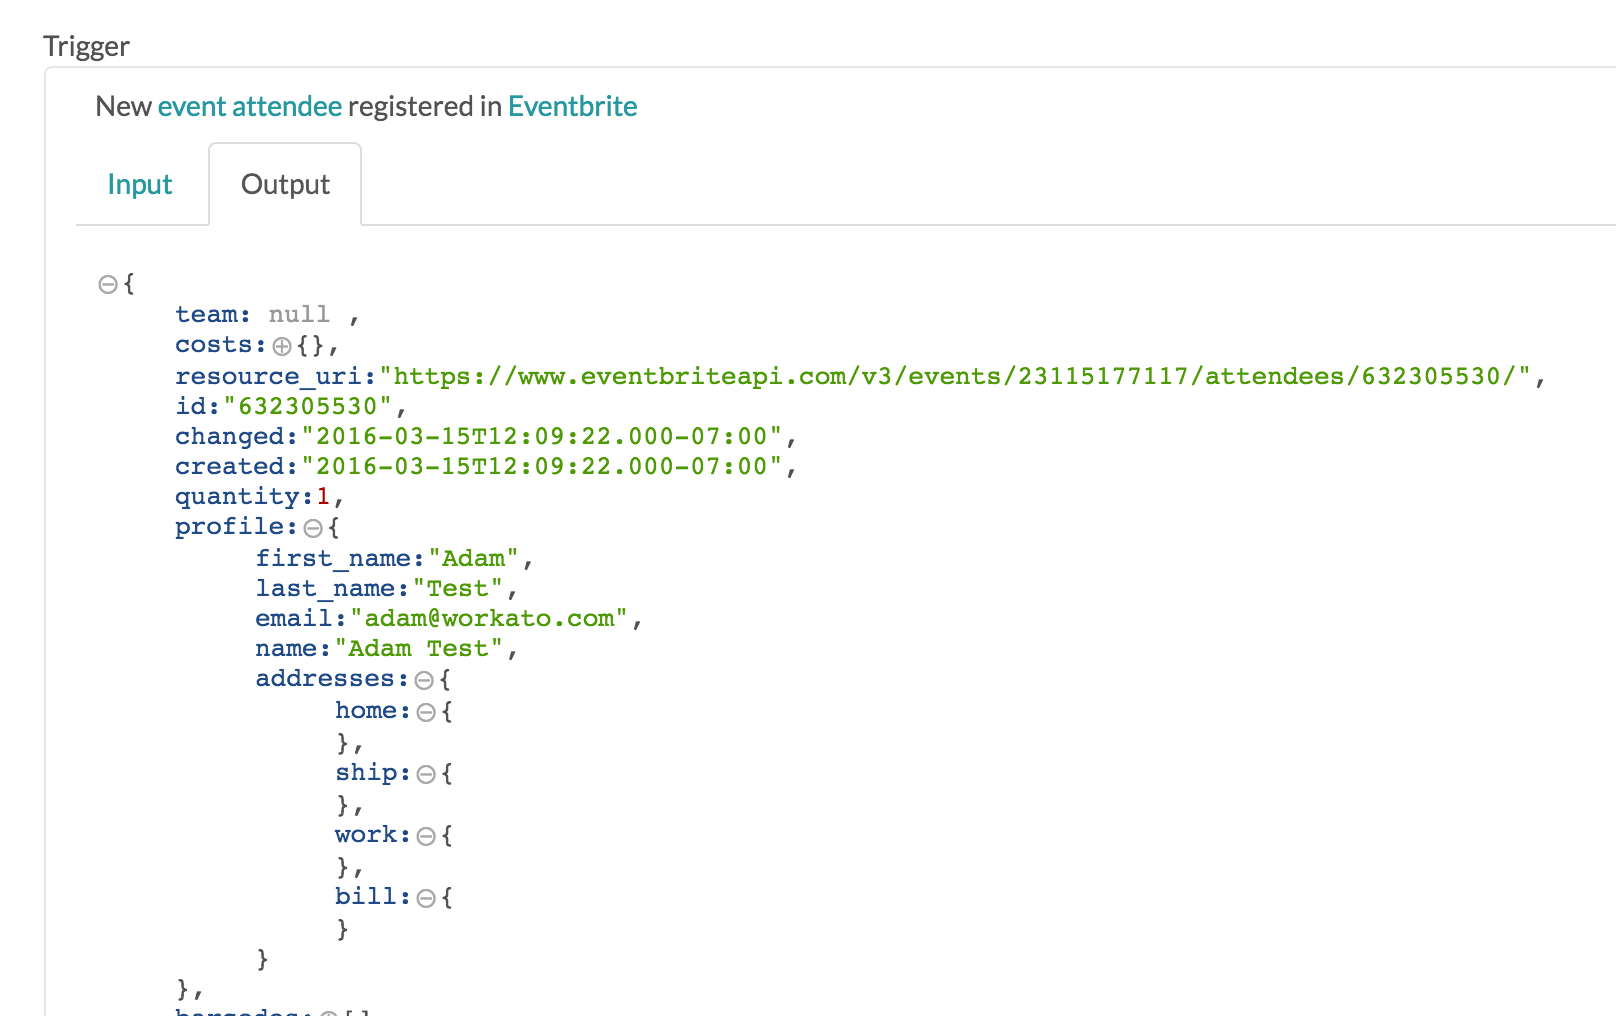 Trigger
New event attendee registered in Eventbrite
Input Output
{
team: null ,
costs:{},
resource_uri:"https://www.eventbriteapi.com/v3/events/23115177117/attendees/632305530/",
id:"632305530",
changed:"2016-03-15T12:09:22.000-07:00",
created:"2016-03-15T12:09:22.000-07:00",
quantity:1,
profile:{
first_name:"Adam",
last_name:"Test",
email:"adam@workato.com",
name:"Adam Test",
addresses:{
home:{
},
ship:{
},
work:{
},
bill:{
}
}
},